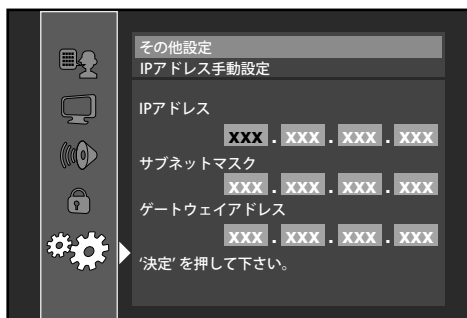 その他設定
IPアドレス手動設定
IPアドレス
xxx . xxx . xxx . xxx
サブネットマスク
xxx . xxx . xxx . xxx
ゲートウェイアドレス
xxx . xxx . xxx . xxx
‘決定’ を押して下さい。